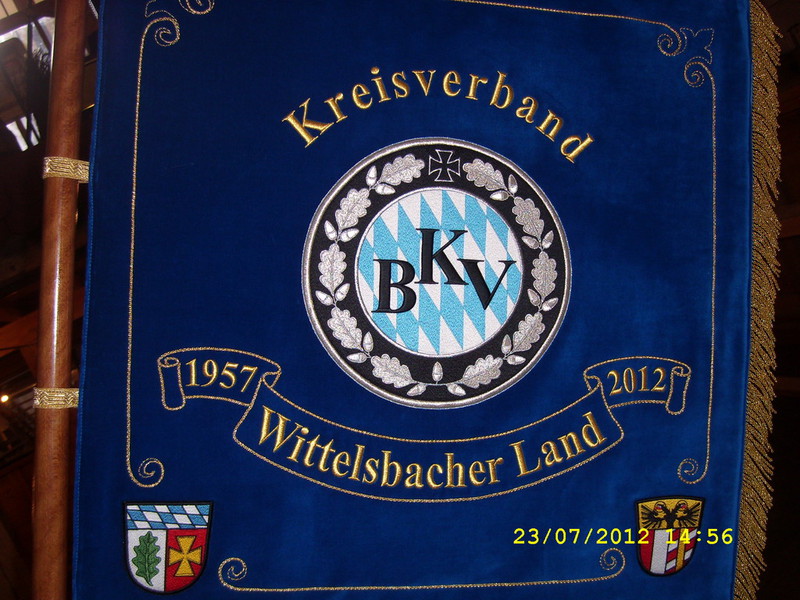 Kreisverband
BKV
1957
2012
Wittelsbacher Land
23/07/2012 14:56